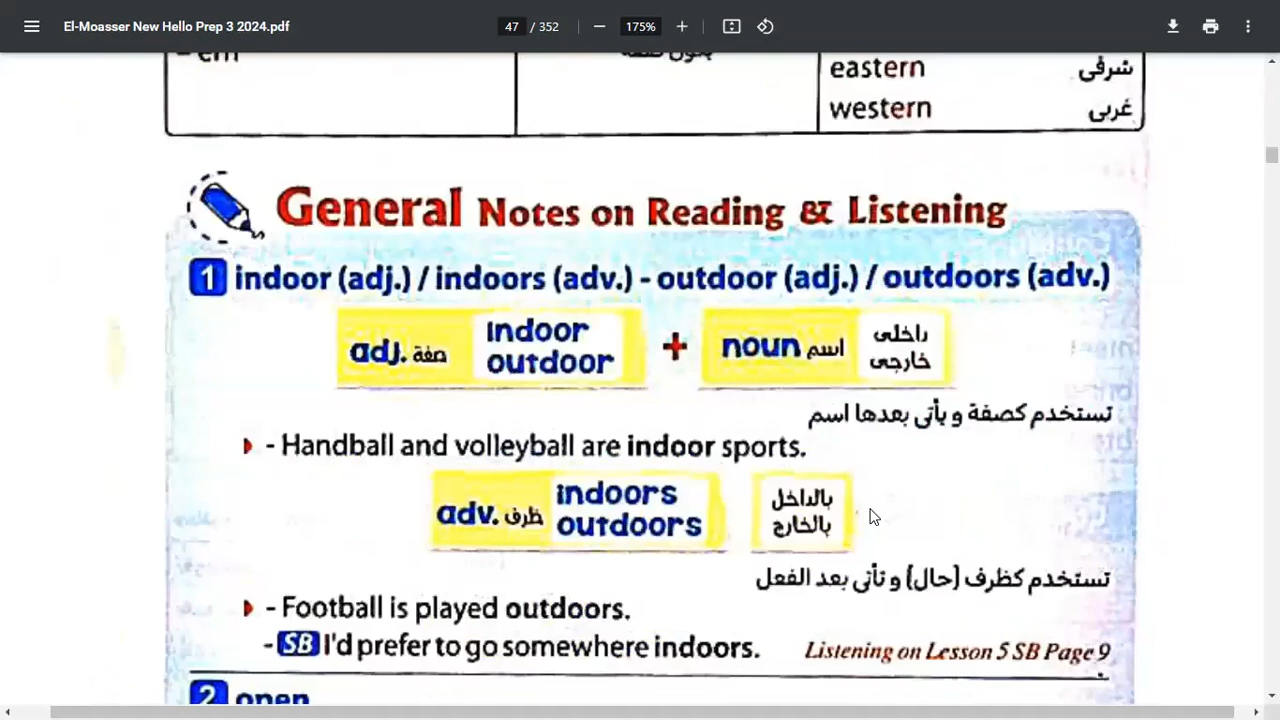 El-Moasser New Hello Prep 3 2024.pdf
47 / 352
175%
eastern شرقى
western غربى
General Notes on Reading & Listening
1 indoor (adj.) / indoors (adv.) - outdoor (adj.) / outdoors (adv.)
adj. صفة indoor outdoor + noun اسم داخلى خارجى
تستخدم كصفة و يأتى بعدها اسم
- Handball and volleyball are indoor sports.
adv. ظرف indoors outdoors بالداخل بالخارج
تستخدم كظرف (حال) و تأتى بعد الفعل
- Football is played outdoors.
- SB I'd prefer to go somewhere indoors. Listening on Lesson 5 SB Page 9
2 open